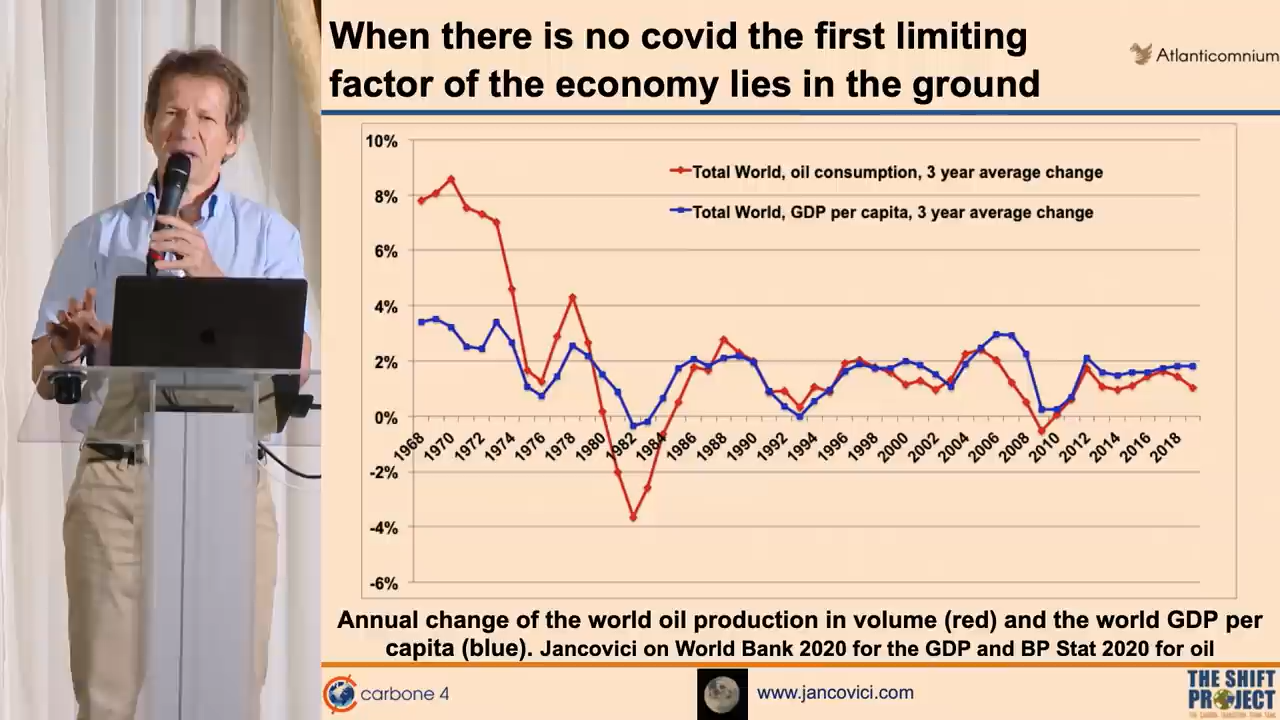 When there is no covid the first limiting
factor of the economy lies in the ground
Atlanticomnium
10%
8%
6%
4%
2%
0%
-2%
-4%
-6%
Total World, oil consumption, 3 year average change
Total World, GDP per capita, 3 year average change
1968 1970 1972 1974 1976 1978 1980 1982 1984 1986 1988 1990 1992 1994 1996 1998 2000 2002 2004 2006 2008 2010 2012 2014 2016 2018
Annual change of the world oil production in volume (red) and the world GDP per
capita (blue). Jancovici on World Bank 2020 for the GDP and BP Stat 2020 for oil
carbone 4
www.jancovici.com
THE SHIFT
PROJECT